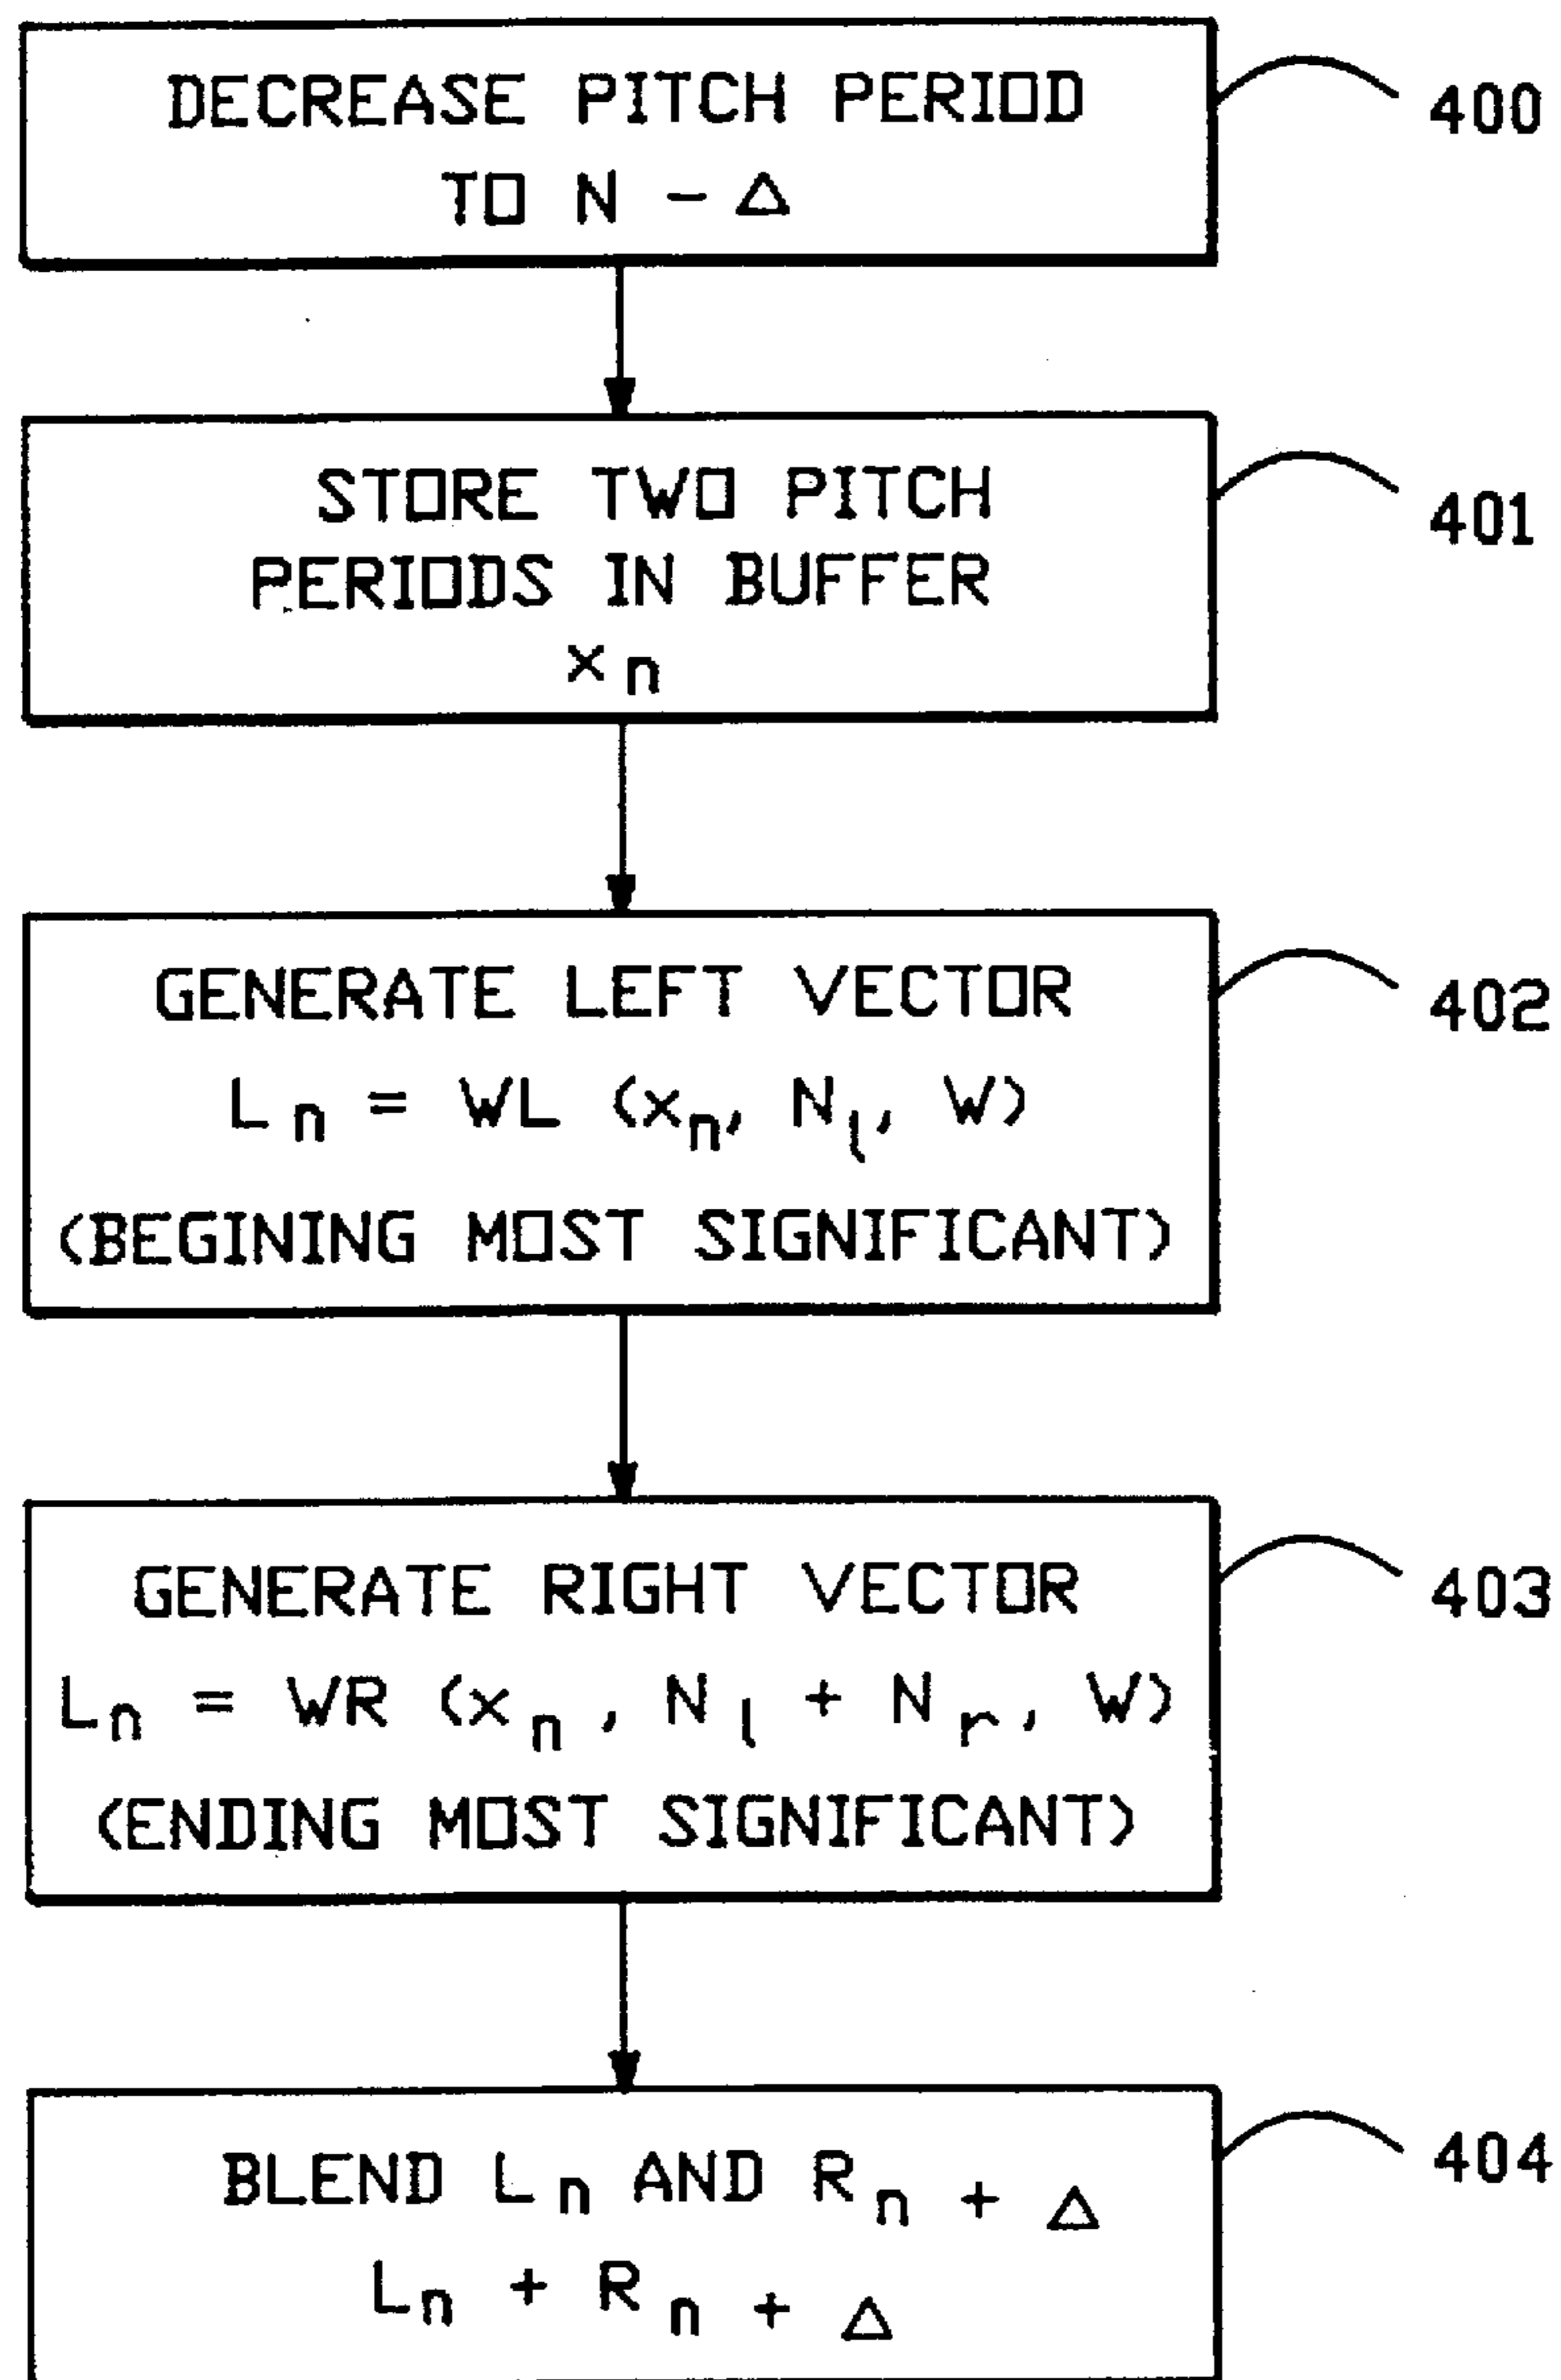 DECREASE PITCH PERIOD
TO N - Δ
400
STORE TWO PITCH
PERIODS IN BUFFER
x n
401
GENERATE LEFT VECTOR
L n = WL (x n, N l, W)
(BEGINING MOST SIGNIFICANT)
402
GENERATE RIGHT VECTOR
L n = WR (x n , N l + N r, W)
(ENDING MOST SIGNIFICANT)
403
BLEND L n AND R n + Δ
L n + R n + Δ
404